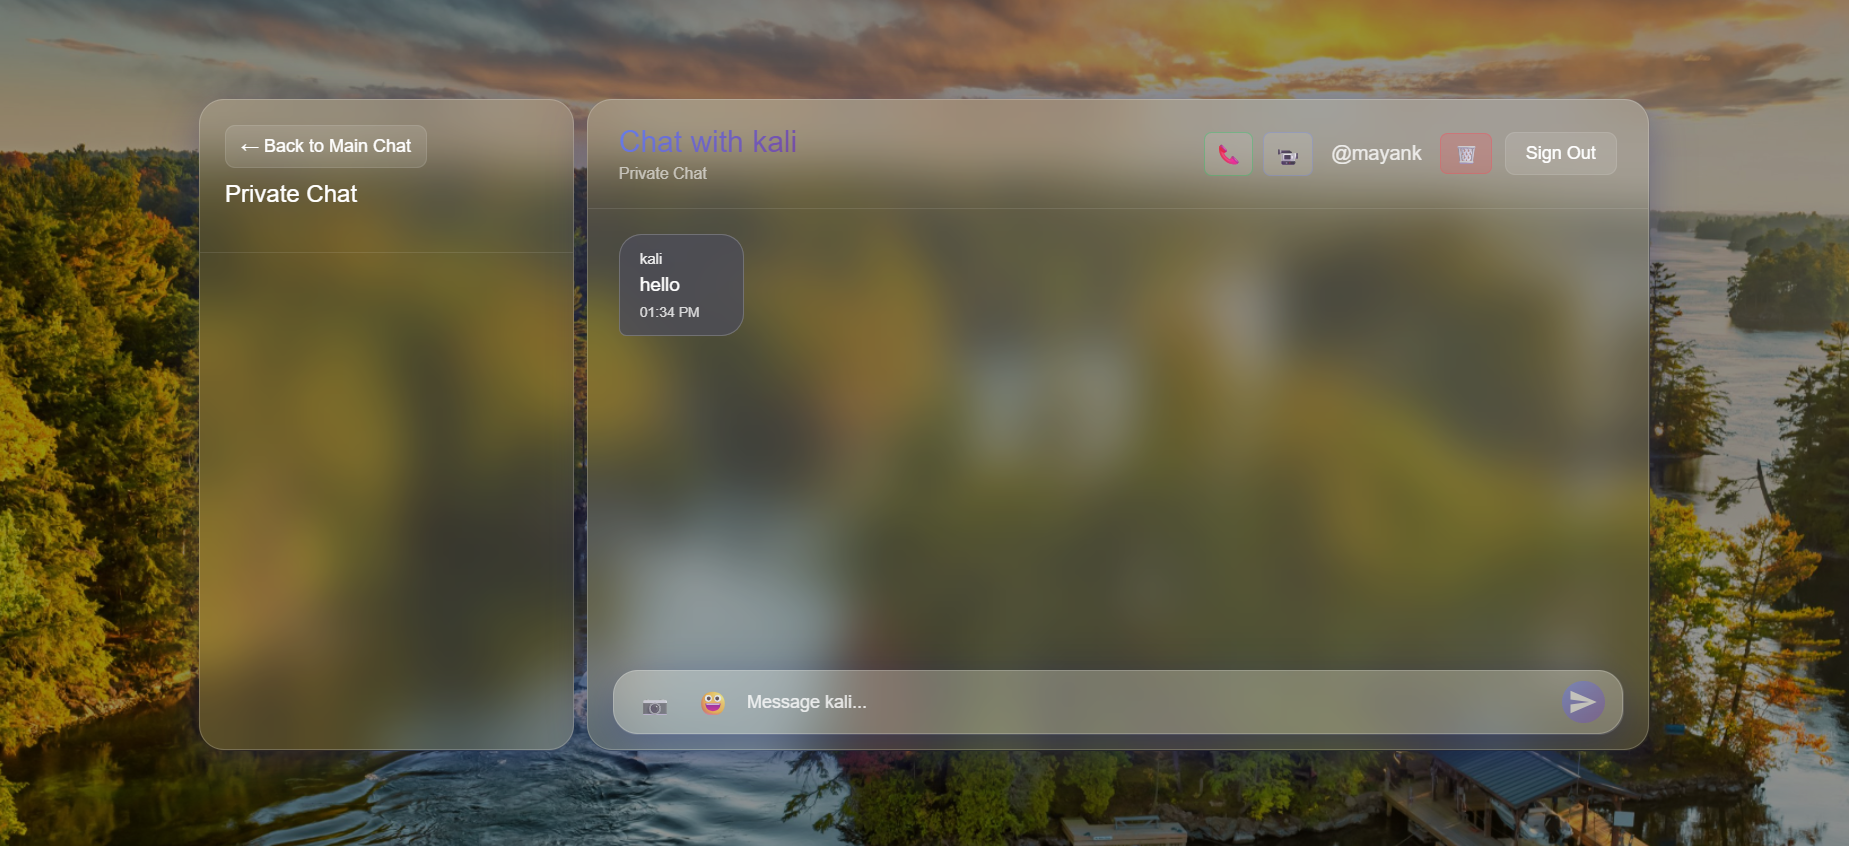 ← Back to Main Chat
Private Chat
Chat with kali
Private Chat
@mayank
Sign Out
kali
hello
01:34 PM
Message kali...